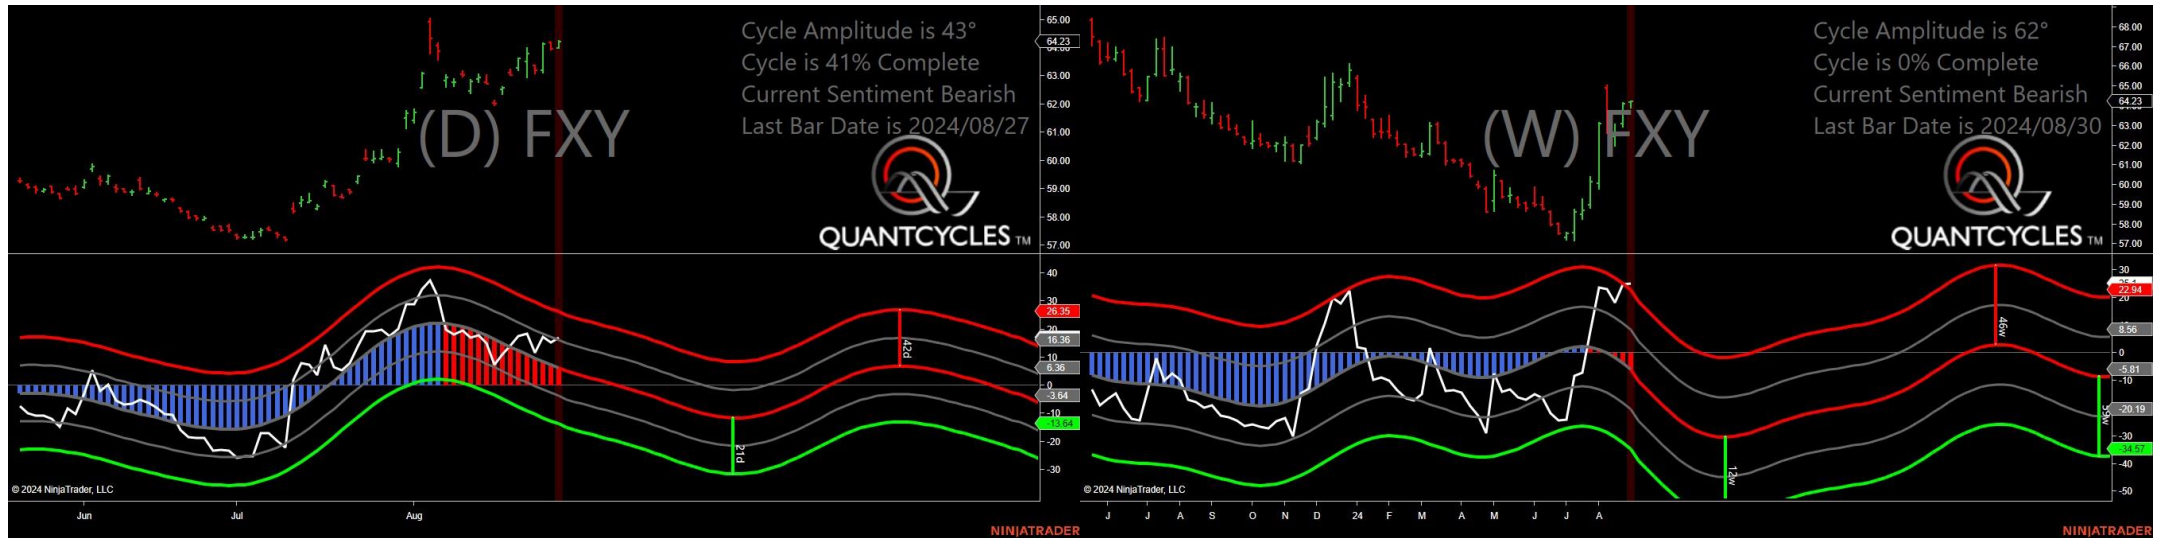 Cycle Amplitude is 43°
Cycle is 41% Complete
Current Sentiment Bearish
Last Bar Date is 2024/08/27
(D) FXY
QUANTCYCLES TM
65.00
64.23
63.00
62.00
61.00
60.00
59.00
58.00
57.00
40
30
26.35
20
16.36
10
6.36
0
-3.64
-10
-13.64
-20
-30
42d
21d
© 2024 NinjaTrader, LLC
Jun
Jul
Aug
NINJATRADER
Cycle Amplitude is 62°
Cycle is 0% Complete
Current Sentiment Bearish
Last Bar Date is 2024/08/30
(W) FXY
QUANTCYCLES TM
68.00
67.00
66.00
65.00
64.23
63.00
62.00
61.00
60.00
59.00
58.00
57.00
30
22.94
20
8.56
0
-5.81
-10
-20.19
-30
-34.57
-40
-50
46w
12w
© 2024 NinjaTrader, LLC
J
J
A
S
O
N
D
24
F
M
A
M
J
J
A
NINJATRADER